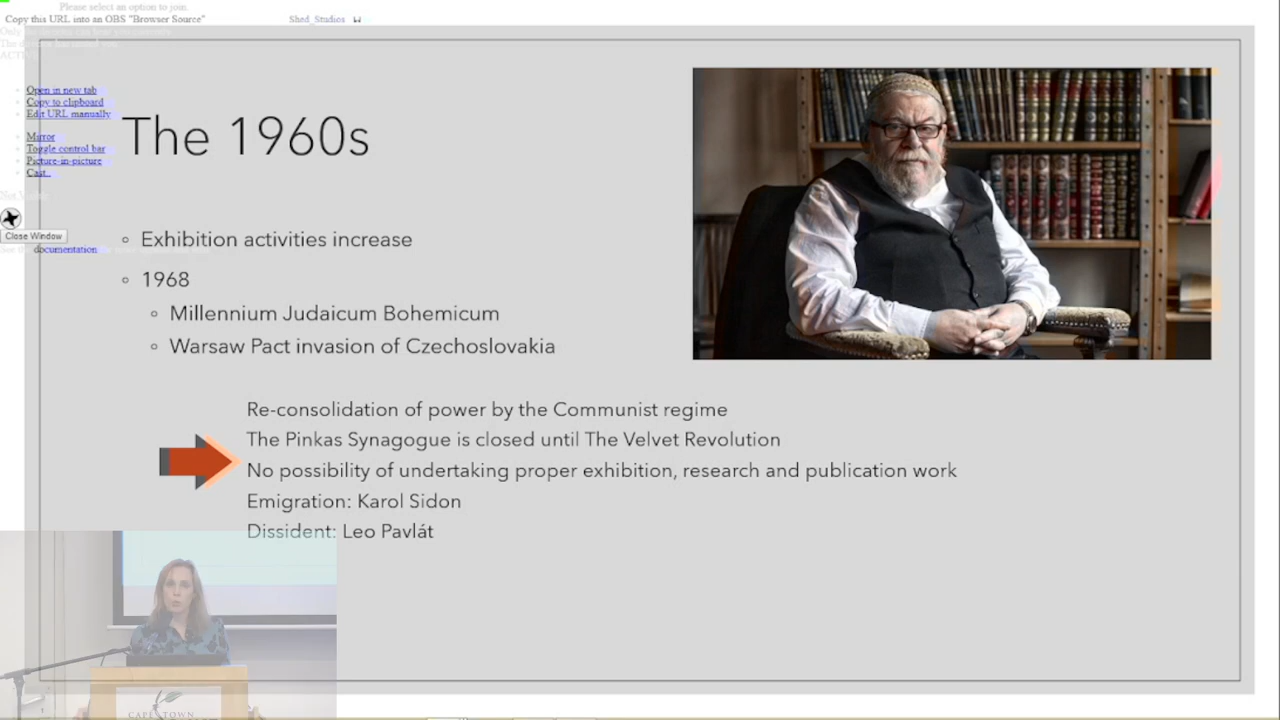 Please select an option to join.
Copy this URL into an OBS "Browser Source"
Shed_Studios
Open in new tab
Copy to clipboard
Edit URL manually
Mirror
Toggle control bar
Picture-in-picture
Cast..
Close Window
documentation
The 1960s
Exhibition activities increase
1968
Millennium Judaicum Bohemicum
Warsaw Pact invasion of Czechoslovakia
Re-consolidation of power by the Communist regime
The Pinkas Synagogue is closed until The Velvet Revolution
No possibility of undertaking proper exhibition, research and publication work
Emigration: Karol Sidon
Dissident: Leo Pavlát
CAPE TOWN